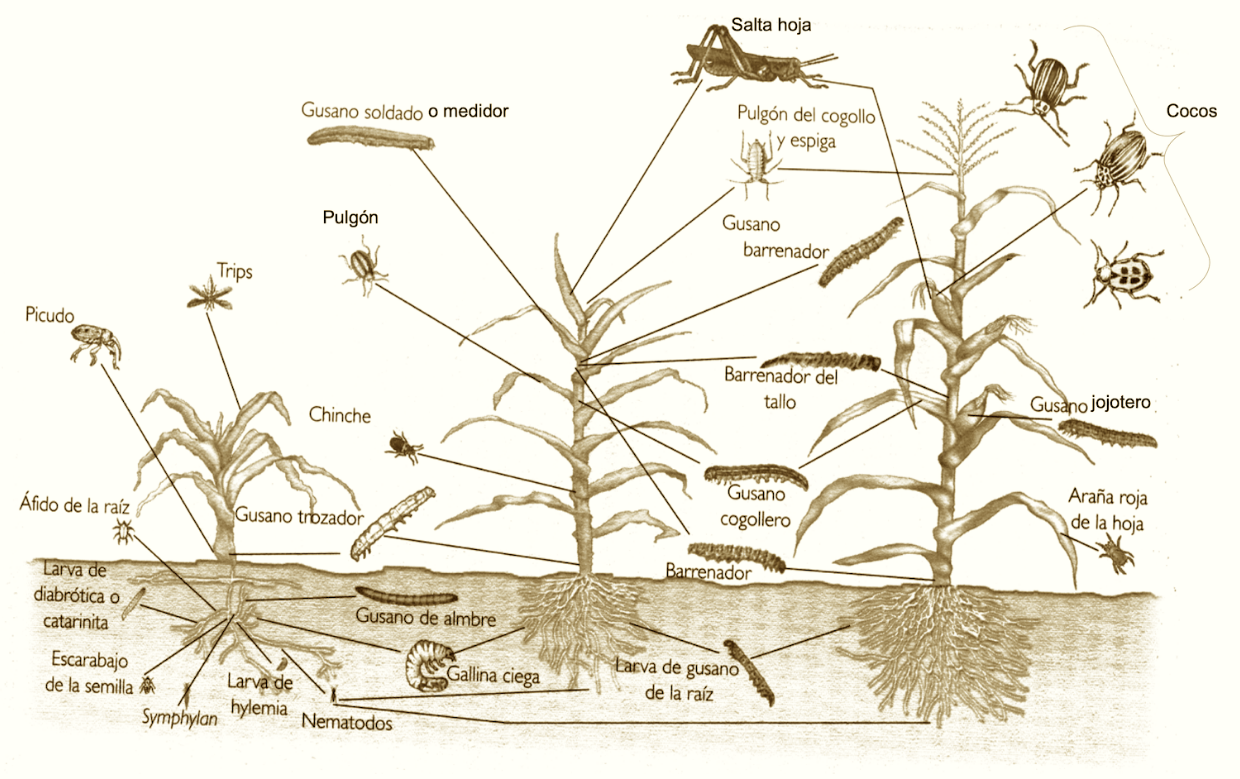 Salta hoja
Gusano soldado o medidor
Pulgón del cogollo
y espiga
Cocos
Pulgón
Gusano
barrenador
Trips
Picudo
Barrenador del
tallo
Chinche
Gusano jojotero
Áfido de la raíz
Gusano trozador
Gusano
cogollero
Araña roja
de la hoja
Barrenador
Larva de
diabrótica o
catarinita
Gusano de almbre
Escarabajo
de la semilla
Gallina ciega
Larva de gusano
de la raíz
Larva de
hylemia
Symphylan
Nematodos